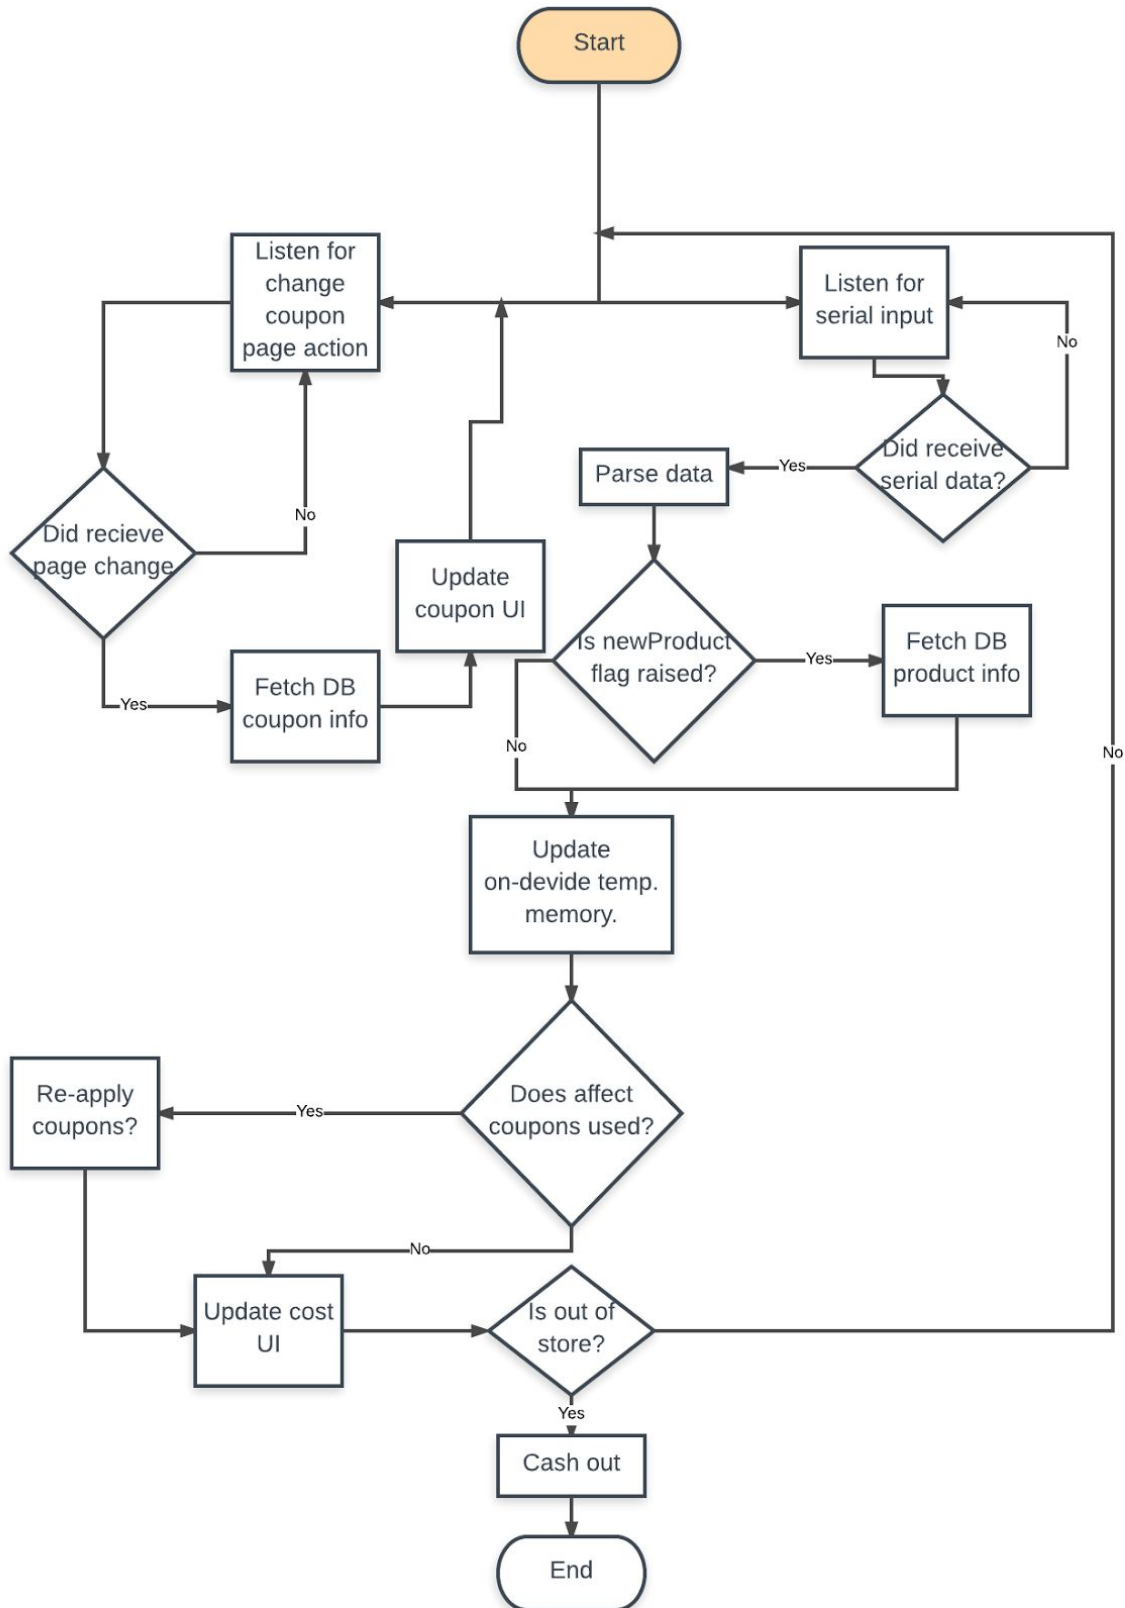 Start
Listen for
change
coupon
page action
Listen for
serial input
No
Did receive
serial data?
Yes
Parse data
Did recieve
page change
No
Update
coupon UI
Is newProduct
flag raised?
Yes
Fetch DB
product info
Yes
Fetch DB
coupon info
No
No
Update
on-devide temp.
memory.
Does affect
coupons used?
Yes
Re-apply
coupons?
No
Update cost
UI
Is out of
store?
Yes
Cash out
End